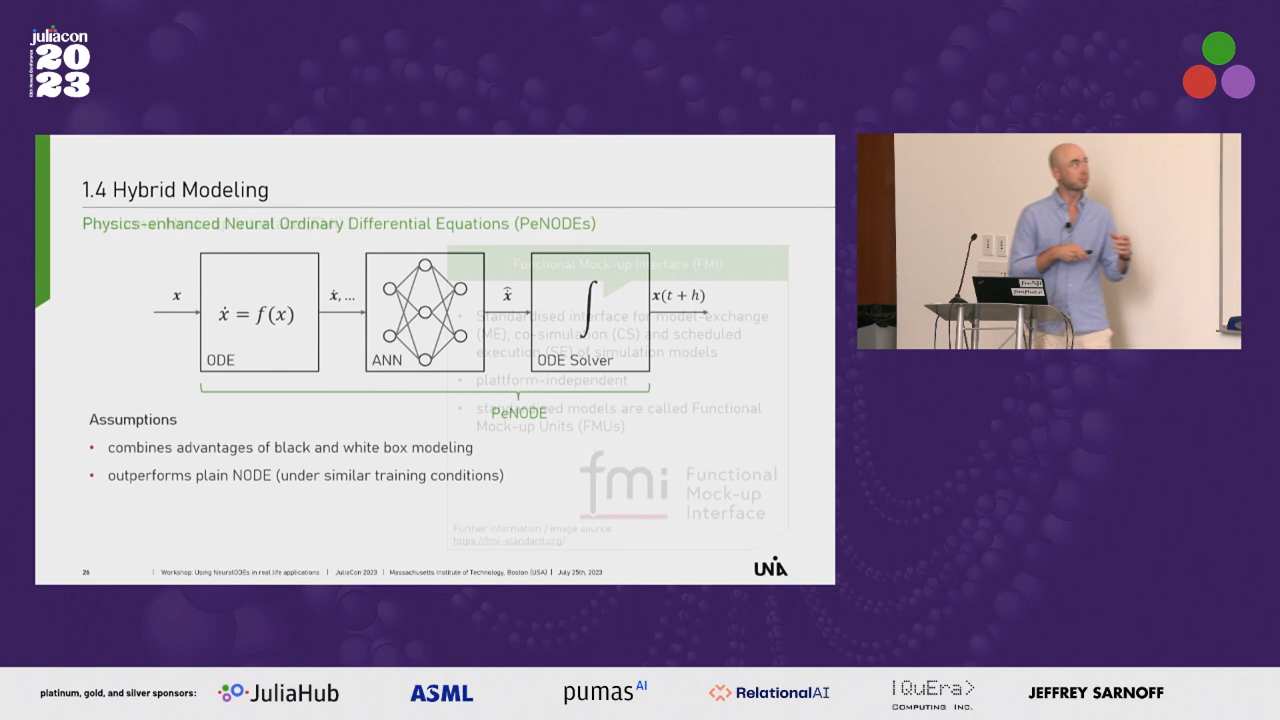 juliacon
20
23
1.4 Hybrid Modeling
Physics-enhanced Neural Ordinary Differential Equations (PeNODEs)
Functional Mock-up Interface (FMI)
x
ẋ = f(x)
ODE
ẋ, ...
ANN
x̂̇
∫
ODE Solver
x(t + h)
PeNODE
Standardised interface for model-exchange
(ME), co-simulation (CS) and scheduled
execution (SE) of simulation models
• plattform-independent
• standardised models are called Functional
Mock-up Units (FMUs)
Assumptions
• combines advantages of black and white box modeling
• outperforms plain NODE (under similar training conditions)
fmi Functional
Mock-up
Interface
Further information / Image source:
https://fmi-standard.org/
26 | Workshop: Using NeuralODEs in real life applications | JuliaCon 2023 | Massachusetts Institute of Technology, Boston (USA) | July 25th, 2023
UNIA
platinum, gold, and silver sponsors:
JuliaHub
ASML
pumasAI
RelationalAI
|QuEra>
COMPUTING INC.
JEFFREY SARNOFF